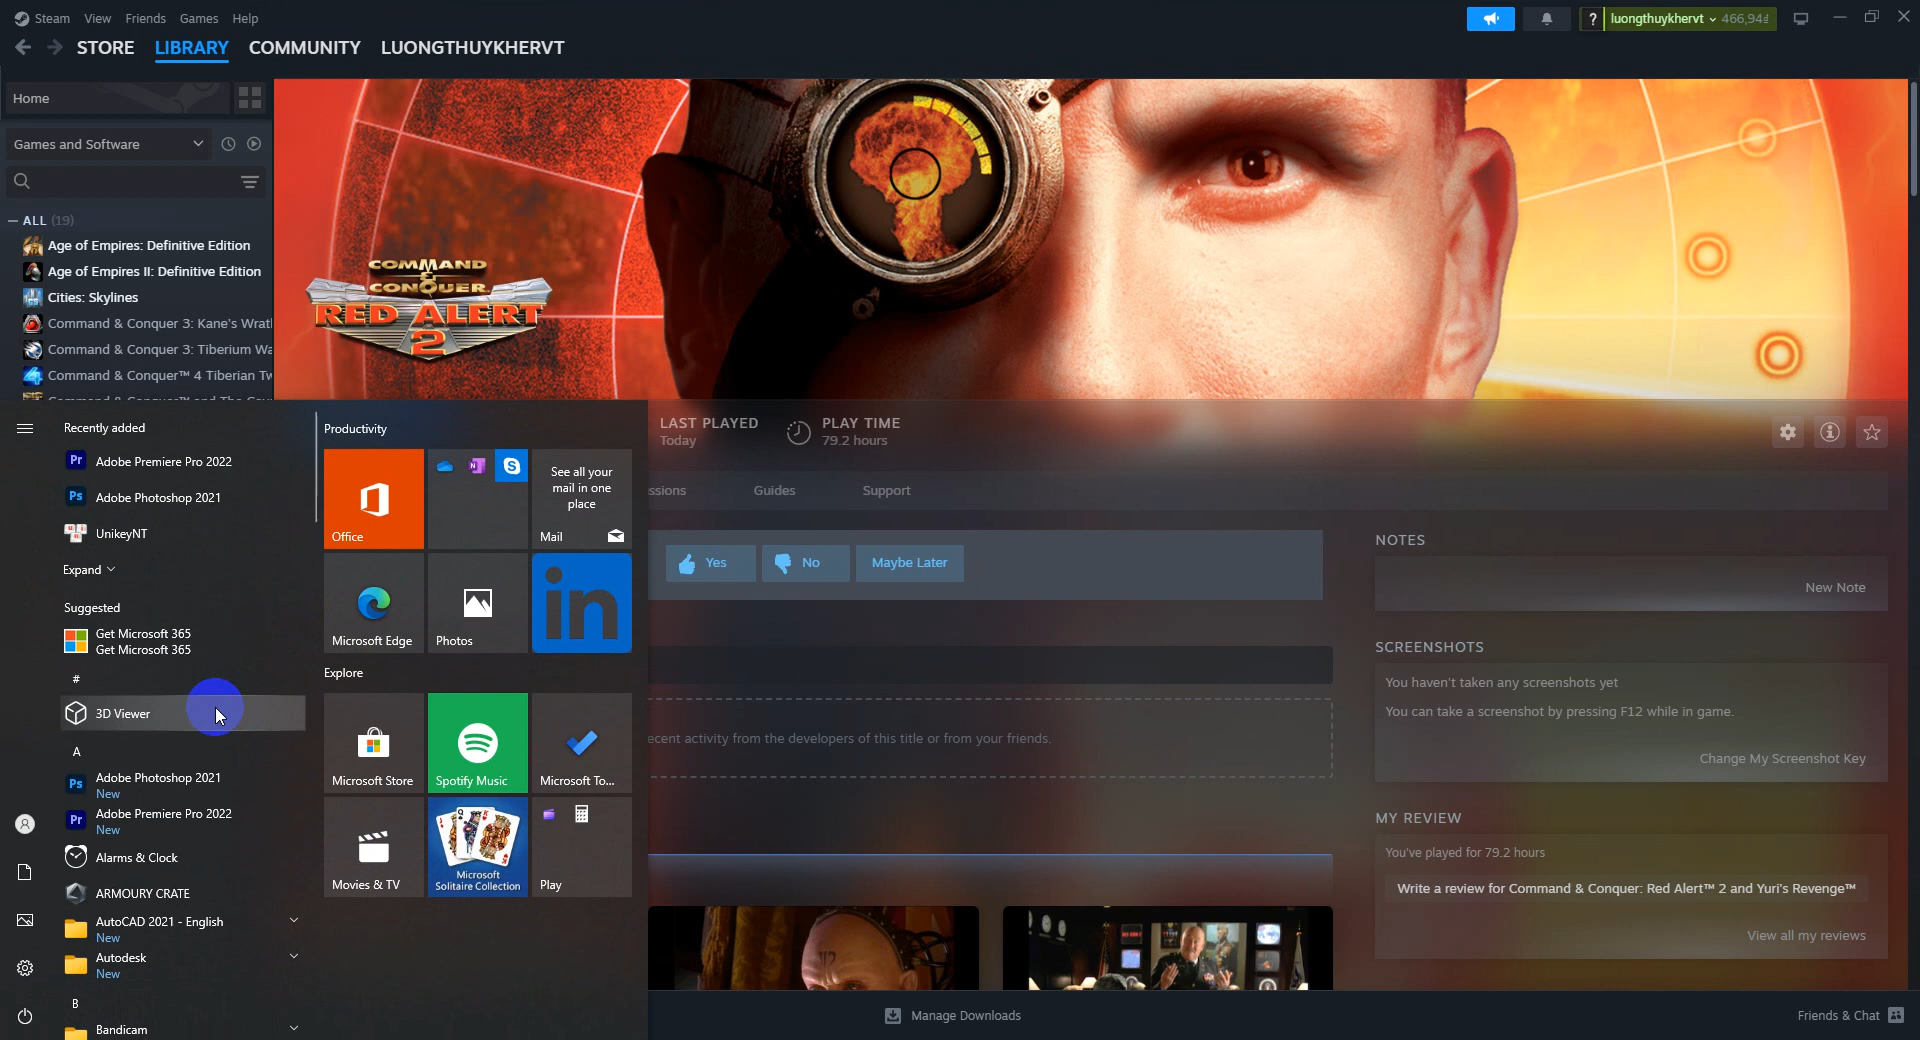 Steam View Friends Games Help
? luongthuykhervt 466,94₫
STORE LIBRARY COMMUNITY LUONGTHUYKHERVT
Home
Games and Software
ALL (19)
Age of Empires: Definitive Edition
Age of Empires II: Definitive Edition
Cities: Skylines
Command & Conquer 3: Kane's
Command & Conquer 3: Tiberium
Command & Conquer™ 4 Tiberian
COMMAND
&
CONQUER
RED ALERT
2
LAST PLAYED
Today
PLAY TIME
79.2 hours
Guides Support
Yes No Maybe Later
activity from the developers of this title or from your friends.
NOTES
New Note
SCREENSHOTS
You haven't taken any screenshots yet
You can take a screenshot by pressing F12 while in game.
Change My Screenshot Key
MY REVIEW
You've played for 79.2 hours
Write a review for Command & Conquer: Red Alert™ 2 and Yuri's Revenge™
View all my reviews
Manage Downloads
Friends & Chat
Recently added
Pr Adobe Premiere Pro 2022
Ps Adobe Photoshop 2021
UnikeyNT
Expand
Suggested
Get Microsoft 365
Get Microsoft 365
#
3D Viewer
A
Ps Adobe Photoshop 2021
New
Pr Adobe Premiere Pro 2022
New
Alarms & Clock
ARMOURY CRATE
AutoCAD 2021 - English
New
Autodesk
New
B
Bandicam
Productivity
Office
See all your
mail in one
place
Mail
Microsoft Edge
Photos
in
Explore
Microsoft Store
Spotify Music
Microsoft To...
Movies & TV
Microsoft
Solitaire Collection
Play